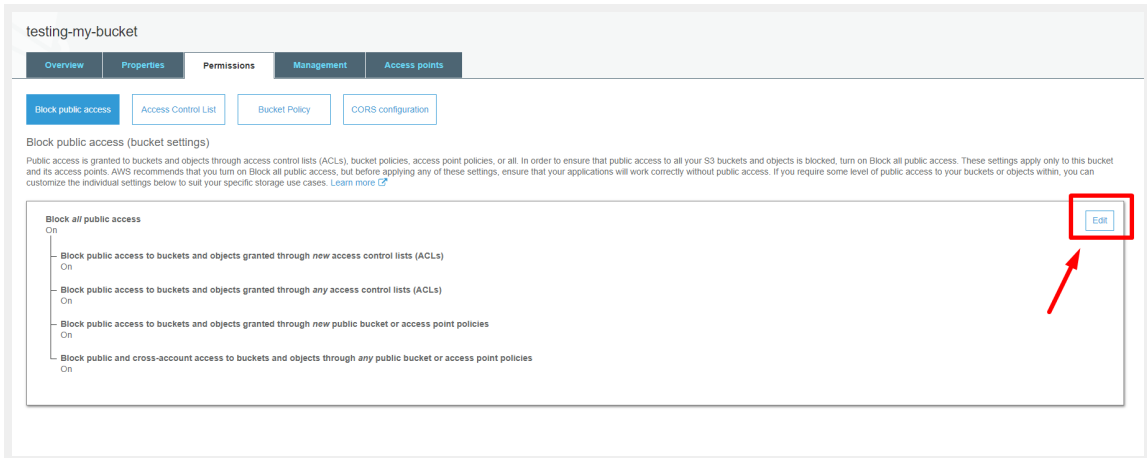 testing-my-bucket
Overview Properties Permissions Management Access points
Block public access Access Control List Bucket Policy CORS configuration
Block public access (bucket settings)
Public access is granted to buckets and objects through access control lists (ACLs), bucket policies, access point policies, or all. In order to ensure that public access to all your S3 buckets and objects is blocked, turn on Block all public access. These settings apply only to this bucket
and its access points. AWS recommends that you turn on Block all public access, but before applying any of these settings, ensure that your applications will work correctly without public access. If you require some level of public access to your buckets or objects within, you can
customize the individual settings below to suit your specific storage use cases. Learn more
Block all public access
On
Edit
Block public access to buckets and objects granted through new access control lists (ACLs)
On
Block public access to buckets and objects granted through any access control lists (ACLs)
On
Block public access to buckets and objects granted through new public bucket or access point policies
On
Block public and cross-account access to buckets and objects through any public bucket or access point policies
On